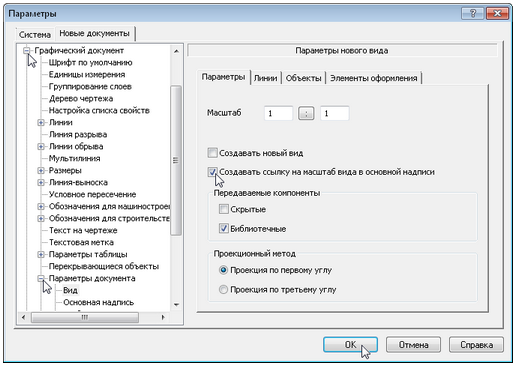 Параметры
Система
Новые документы
Графический документ
Шрифт по умолчанию
Единицы измерения
Группирование слоев
Дерево чертежа
Настройка списка свойств
Линии
Линия разрыва
Линии обрыва
Мультилиния
Размеры
Линия-выноска
Условное пересечение
Обозначения для машинострое
Обозначения для строительств
Текст на чертеже
Текстовая метка
Параметры таблицы
Перекрывающиеся объекты
Параметры документа
Вид
Основная надпись
Параметры нового вида
Параметры Линии Объекты Элементы оформления
Масштаб 1 : 1
Создавать новый вид
Создавать ссылку на масштаб вида в основной надписи
Передаваемые компоненты
Скрытые
Библиотечные
Проекционный метод
Проекция по первому углу
Проекция по третьему углу
OK Отмена Справка